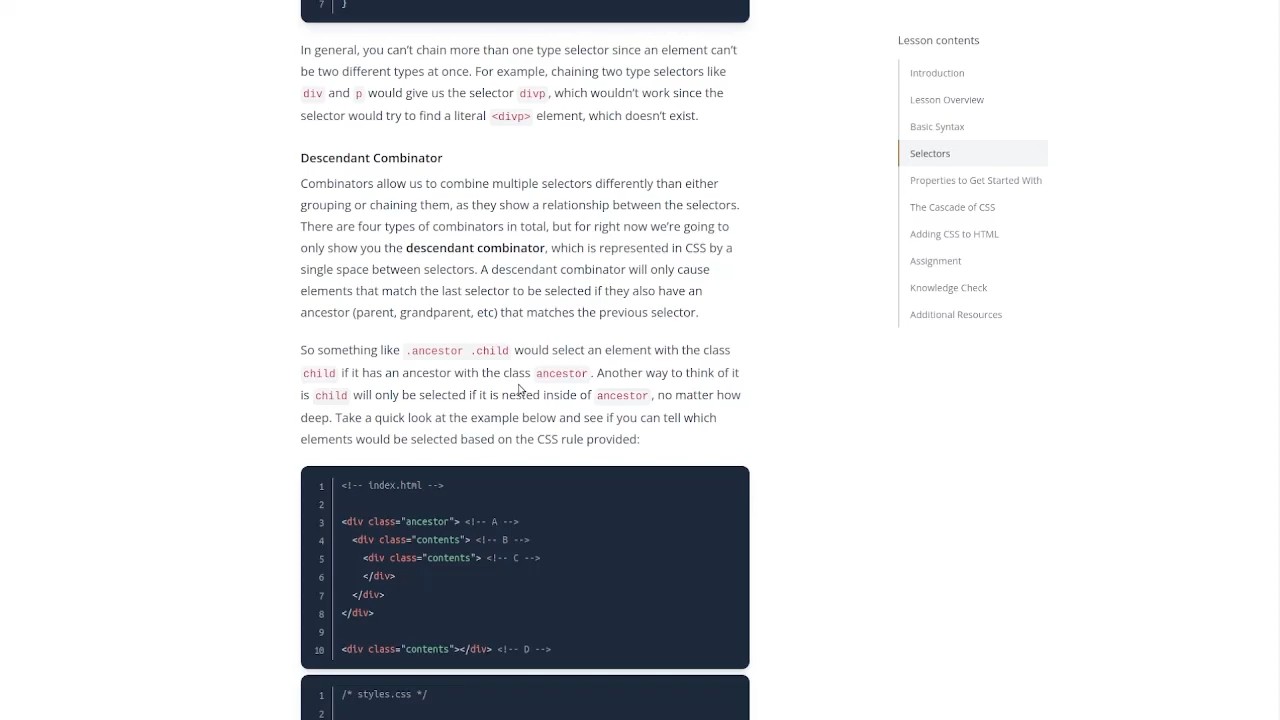 7 }
In general, you can’t chain more than one type selector since an element can’t
be two different types at once. For example, chaining two type selectors like
div and p would give us the selector divp, which wouldn’t work since the
selector would try to find a literal <divp> element, which doesn’t exist.
Descendant Combinator
Combinators allow us to combine multiple selectors differently than either
grouping or chaining them, as they show a relationship between the selectors.
There are four types of combinators in total, but for right now we’re going to
only show you the descendant combinator, which is represented in CSS by a
single space between selectors. A descendant combinator will only cause
elements that match the last selector to be selected if they also have an
ancestor (parent, grandparent, etc) that matches the previous selector.
So something like .ancestor .child would select an element with the class
child if it has an ancestor with the class ancestor. Another way to think of it
is child will only be selected if it is nested inside of ancestor, no matter how
deep. Take a quick look at the example below and see if you can tell which
elements would be selected based on the CSS rule provided:
1 <!-- index.html -->
2
3 <div class="ancestor"> <!-- A -->
4 <div class="contents"> <!-- B -->
5 <div class="contents"> <!-- C -->
6 </div>
7 </div>
8 </div>
9
10 <div class="contents"></div> <!-- D -->
1 /* styles.css */
2
Lesson contents
Introduction
Lesson Overview
Basic Syntax
Selectors
Properties to Get Started With
The Cascade of CSS
Adding CSS to HTML
Assignment
Knowledge Check
Additional Resources